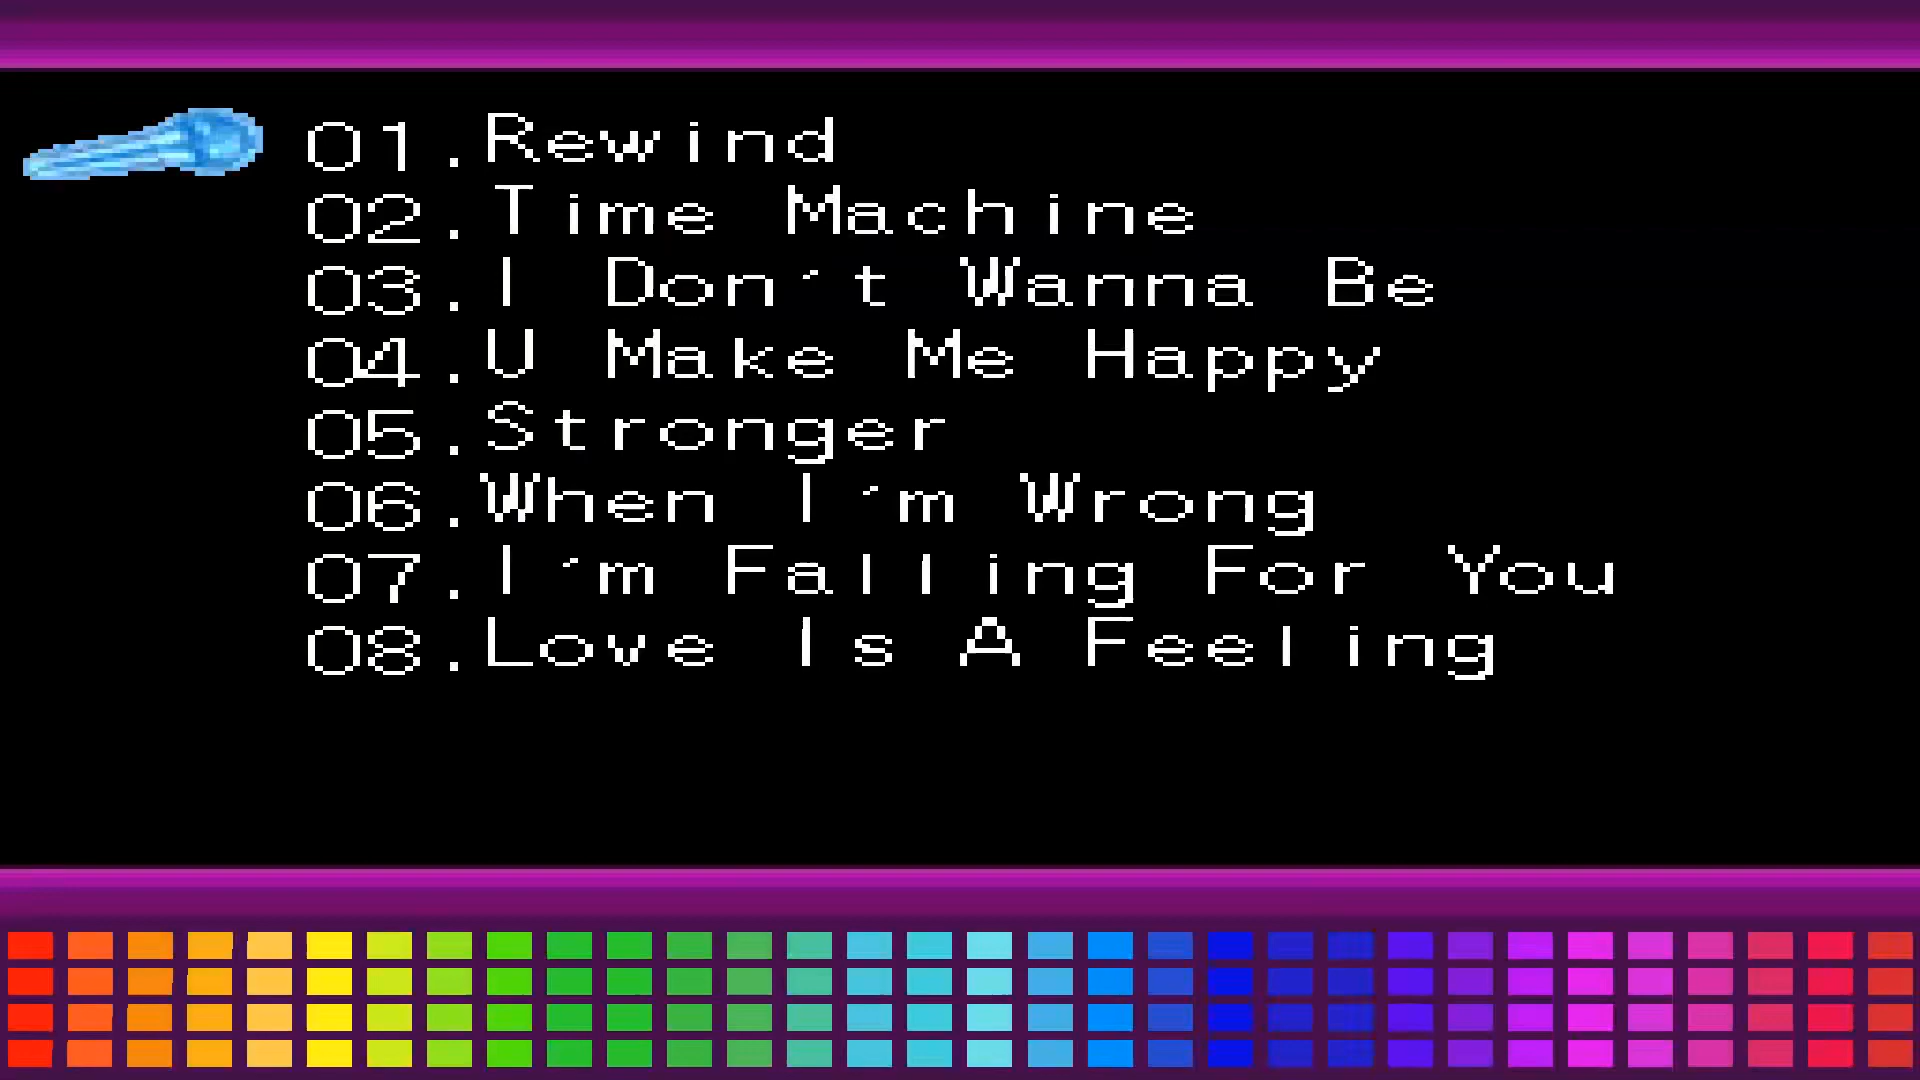 01.Rewind
02.Time Machine
03.I Don't Wanna Be
04.U Make Me Happy
05.Stronger
06.When I'm Wrong
07.I'm Falling For You
08.Love Is A Feeling